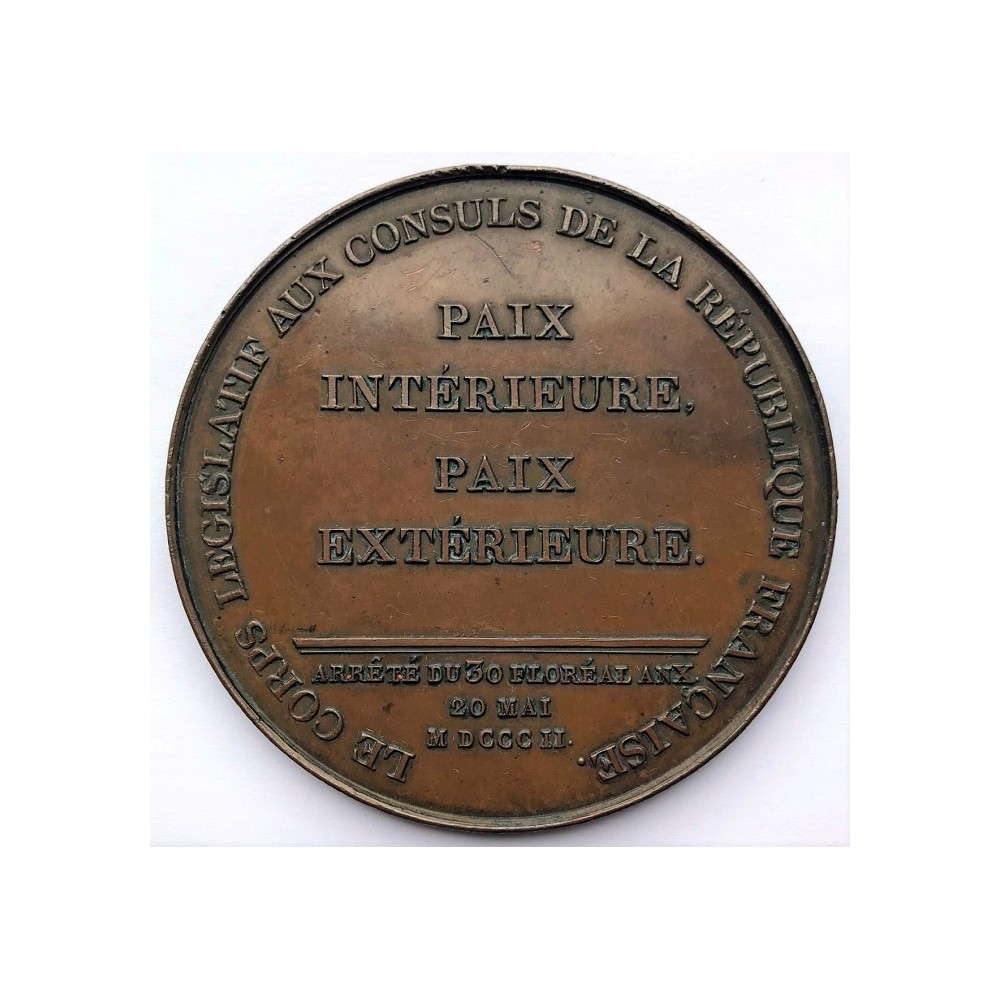 LE CORPS LEGISLATIF AUX CONSULS DE LA RÉPUBLIQUE FRANÇAISE.
PAIX
INTÉRIEURE,
PAIX
EXTÉRIEURE.
ARRÊTÉ DU 30 FLORÉAL AN X.
20 MAI
M DCCC II.